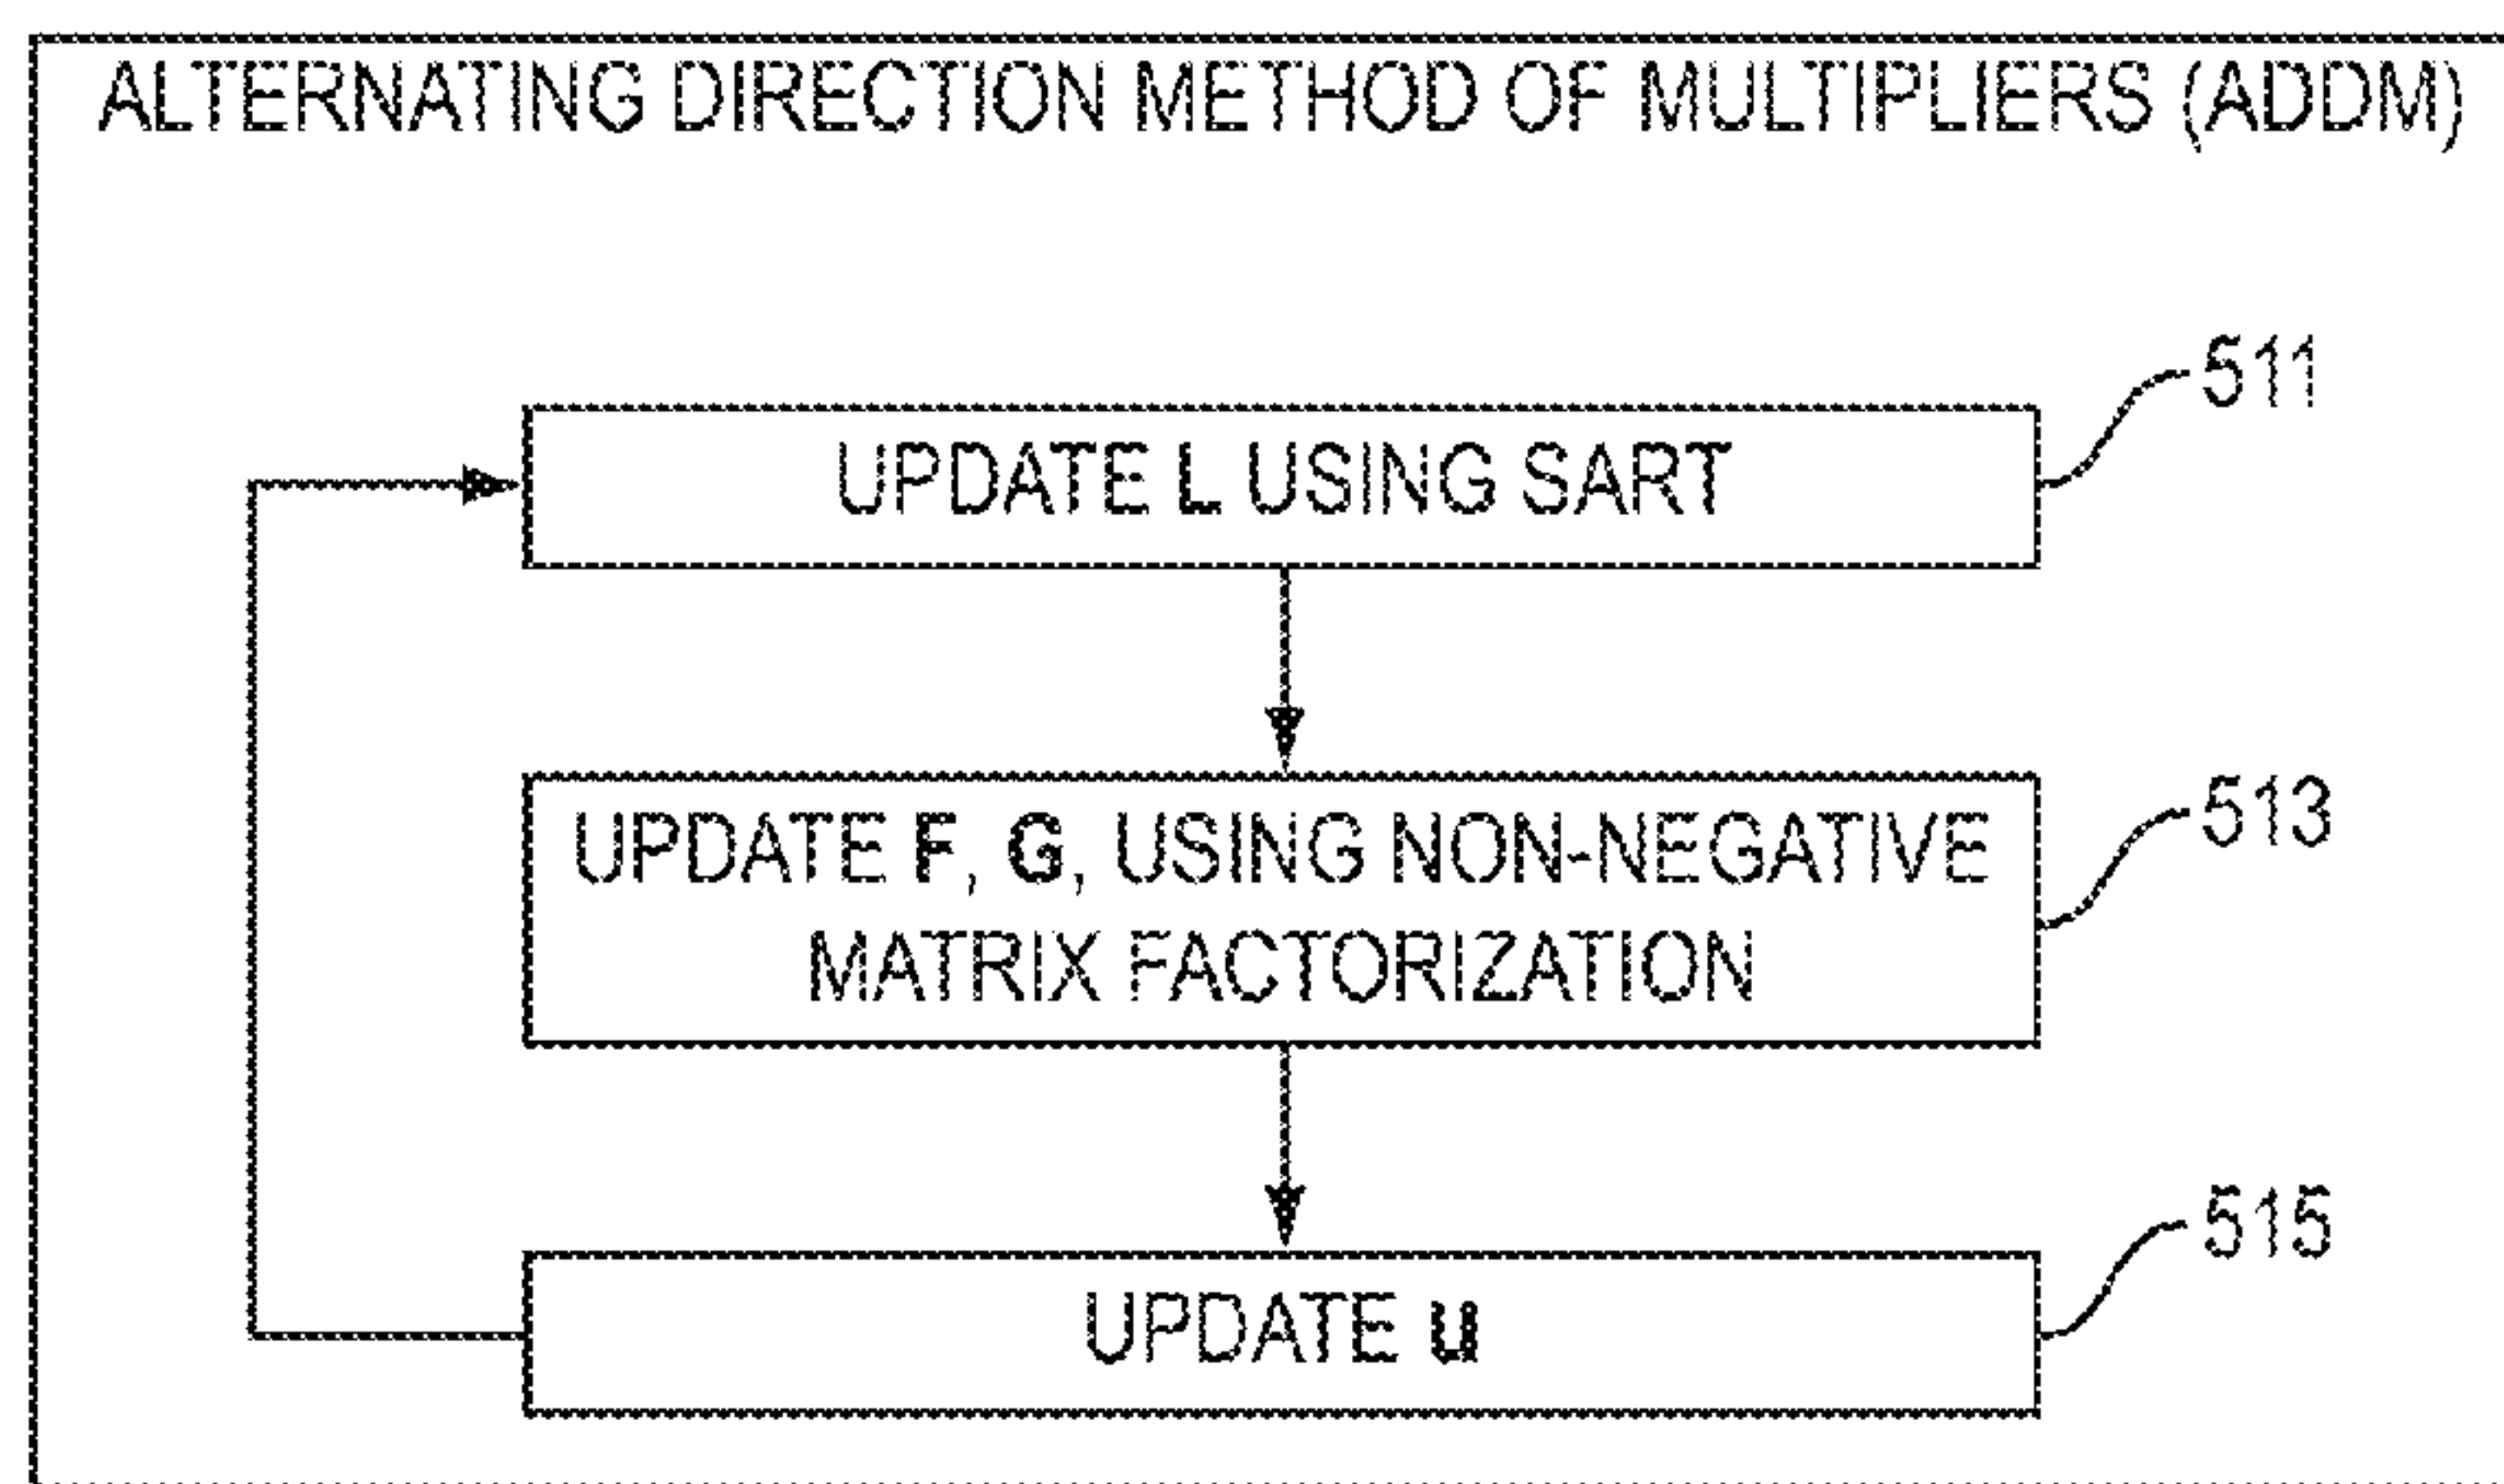 ALTERNATING DIRECTION METHOD OF MULTIPLIERS (ADDM)
511
UPDATE L USING SART
513
UPDATE F, G, USING NON-NEGATIVE
MATRIX FACTORIZATION
515
UPDATE u